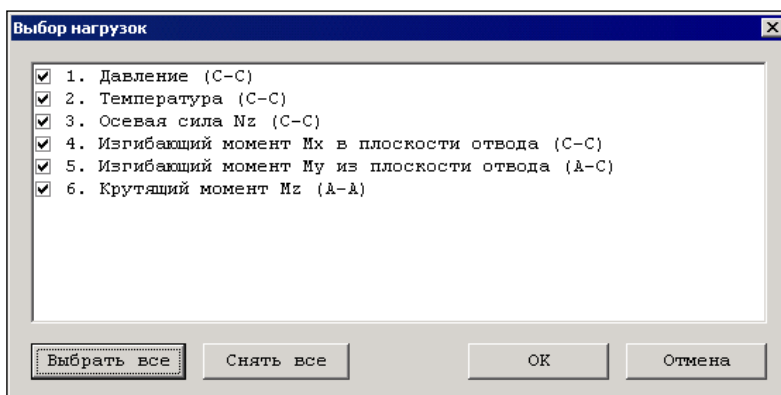 Выбор нагрузок
1. Давление (С-С)
2. Температура (С-С)
3. Осевая сила Nz (С-С)
4. Изгибающий момент Mx в плоскости отвода (С-С)
5. Изгибающий момент My из плоскости отвода (А-С)
6. Крутящий момент Mz (А-А)
Выбрать все Снять все OK Отмена